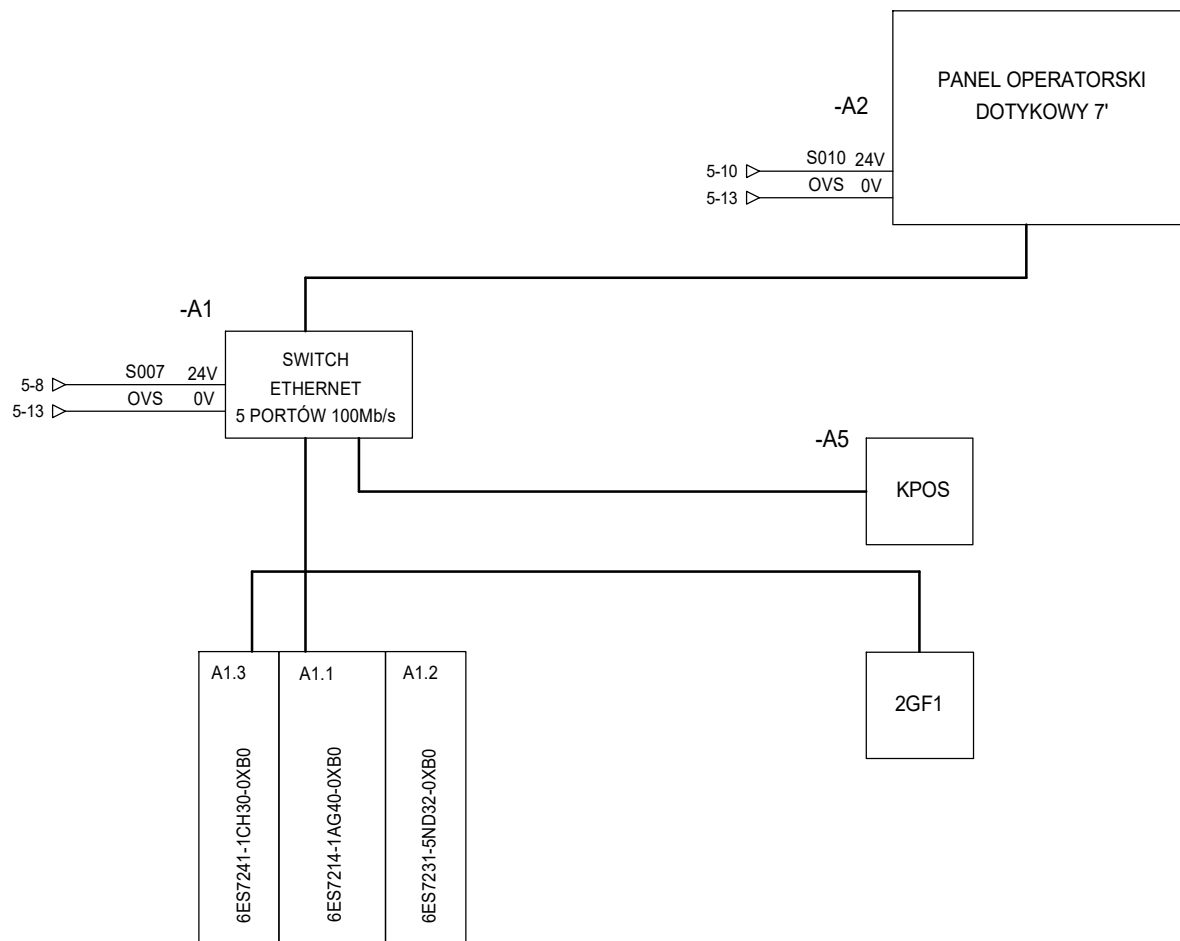 PANEL OPERATORSKI
DOTYKOWY 7'
-A2
5-10 S010 24V
5-13 OVS 0V
-A1
SWITCH
ETHERNET
5 PORTÓW 100Mb/s
5-8 S007 24V
5-13 OVS 0V
-A5
KPOS
A1.3 A1.1 A1.2
2GF1
6ES7241-1CH30-0XB0
6ES7214-1AG40-0XB0
6ES7231-5ND32-0XB0